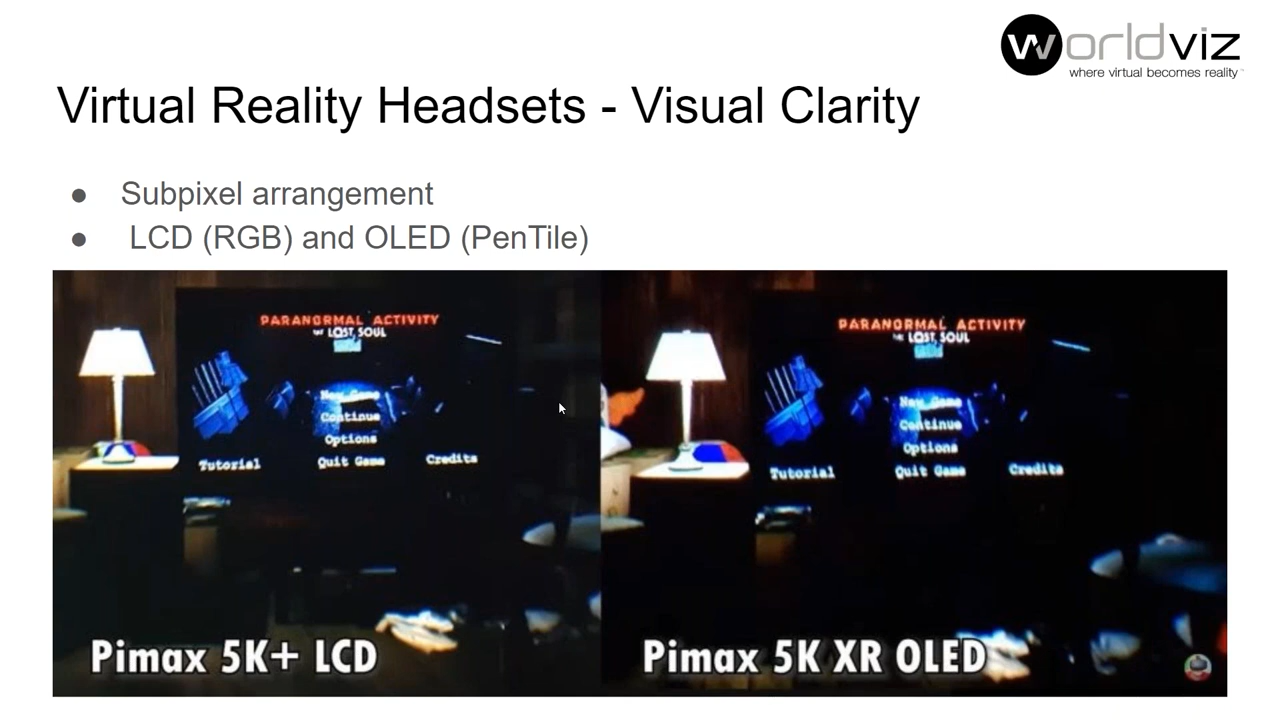 worldviz
where virtual becomes reality
Virtual Reality Headsets - Visual Clarity
● Subpixel arrangement
● LCD (RGB) and OLED (PenTile)
PARANORMAL ACTIVITY
THE LOST SOUL
New Game
Continue
Options
Tutorial
Quit Game
Credits
Pimax 5K+ LCD
PARANORMAL ACTIVITY
THE LOST SOUL
New Game
Continue
Options
Tutorial
Quit Game
Credits
Pimax 5K XR OLED